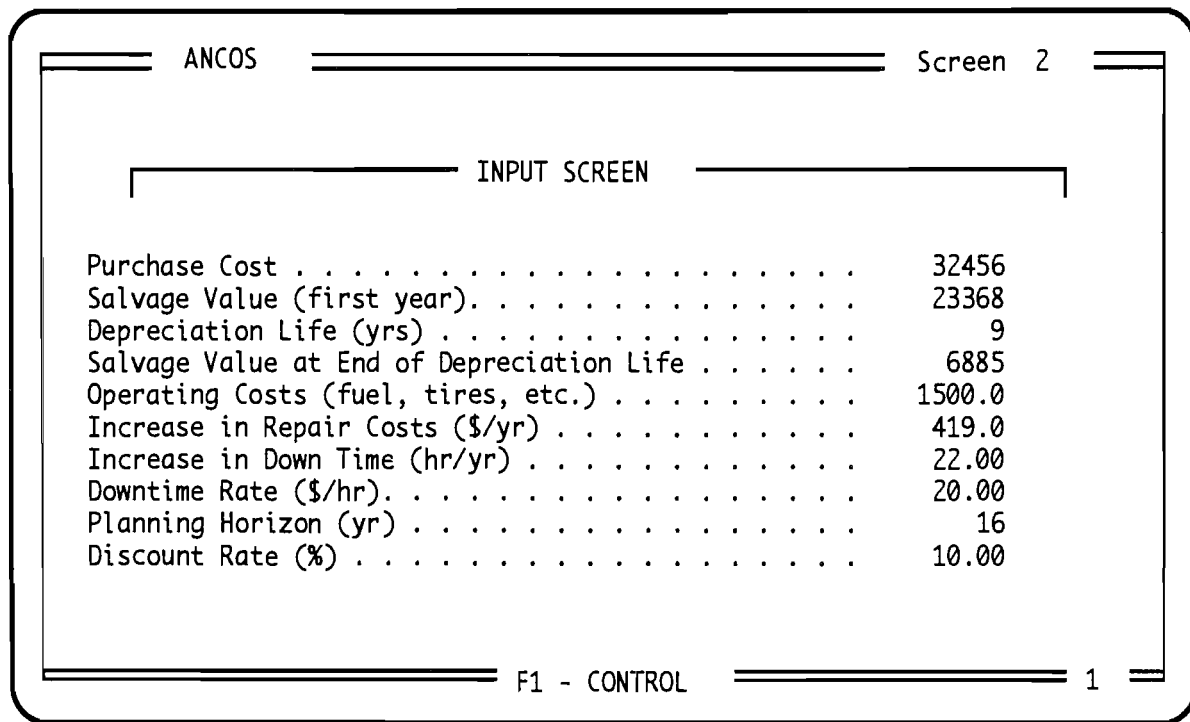 ANCOS Screen 2
INPUT SCREEN
Purchase Cost . . . . . . . . . . . . . . . . . . . . 32456
Salvage Value (first year). . . . . . . . . . . . . . 23368
Depreciation Life (yrs) . . . . . . . . . . . . . . . 9
Salvage Value at End of Depreciation Life . . . . . . 6885
Operating Costs (fuel, tires, etc.) . . . . . . . . . 1500.0
Increase in Repair Costs ($/yr) . . . . . . . . . . . 419.0
Increase in Down Time (hr/yr) . . . . . . . . . . . . 22.00
Downtime Rate ($/hr). . . . . . . . . . . . . . . . . 20.00
Planning Horizon (yr) . . . . . . . . . . . . . . . . 16
Discount Rate (%) . . . . . . . . . . . . . . . . . . 10.00
F1 - CONTROL 1